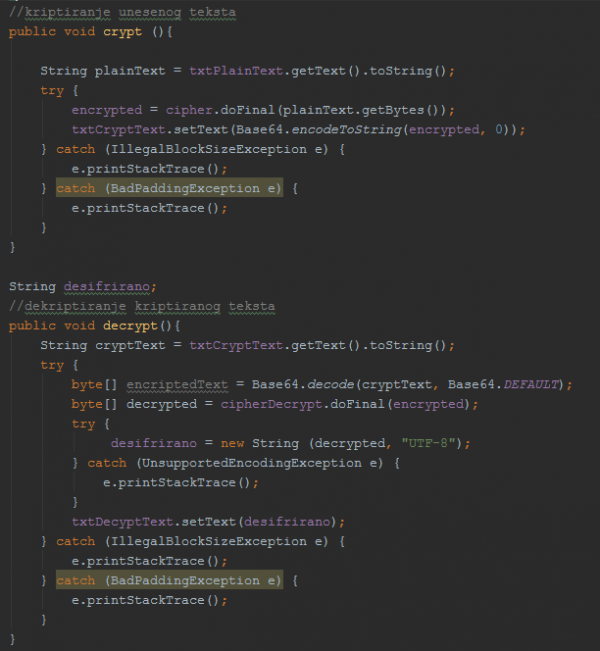 //kriptiranje unesenog teksta
public void crypt (){
String plainText = txtPlainText.getText().toString();
try {
encrypted = cipher.doFinal(plainText.getBytes());
txtCryptText.setText(Base64.encodeToString(encrypted, 0));
} catch (IllegalBlockSizeException e) {
e.printStackTrace();
} catch (BadPaddingException e) {
e.printStackTrace();
}
}
String desifrirano;
//dekriptiranje kriptiranog teksta
public void decrypt(){
String cryptText = txtCryptText.getText().toString();
try {
byte[] encriptedText = Base64.decode(cryptText, Base64.DEFAULT);
byte[] decrypted = cipherDecrypt.doFinal(encrypted);
try {
desifrirano = new String (decrypted, "UTF-8");
} catch (UnsupportedEncodingException e) {
e.printStackTrace();
}
txtDecyptText.setText(desifrirano);
} catch (IllegalBlockSizeException e) {
e.printStackTrace();
} catch (BadPaddingException e) {
e.printStackTrace();
}
}